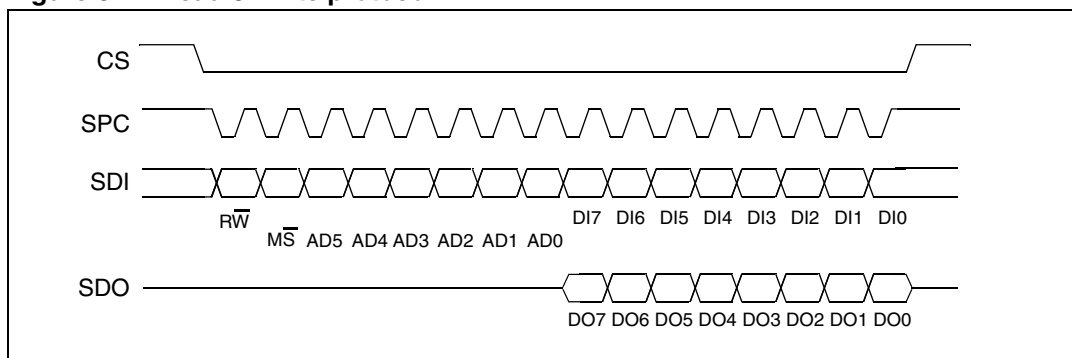 CS
SPC
SDI
RW̅
DI7 DI6 DI5 DI4 DI3 DI2 DI1 DI0
MS̅ AD5 AD4 AD3 AD2 AD1 AD0
SDO
DO7 DO6 DO5 DO4 DO3 DO2 DO1 DO0